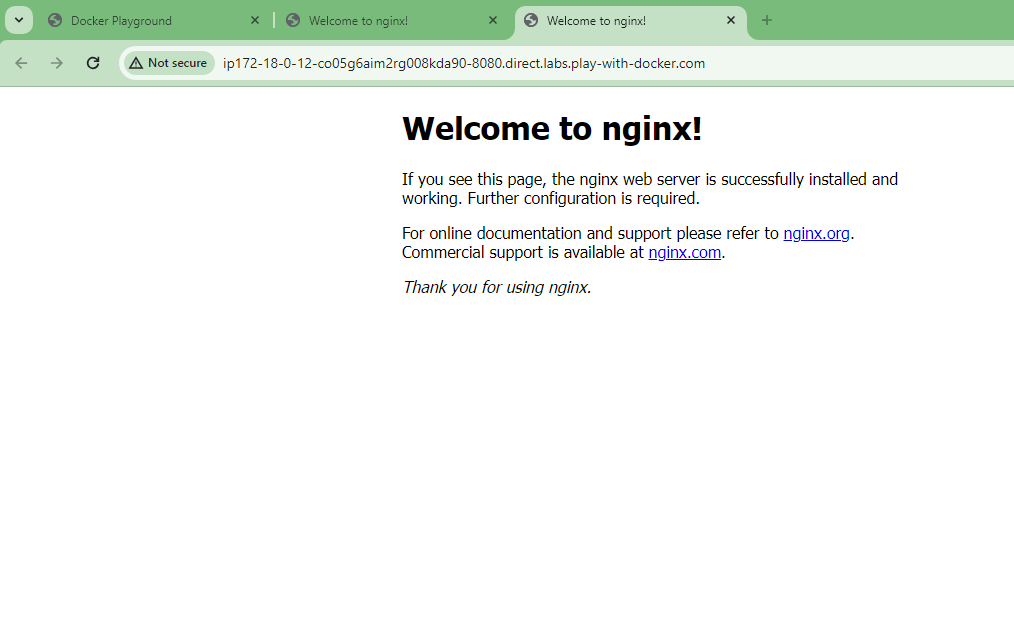 Docker Playground
Welcome to nginx!
Welcome to nginx!
Not secure
ip172-18-0-12-co05g6aim2rg008kda90-8080.direct.labs.play-with-docker.com
Welcome to nginx!
If you see this page, the nginx web server is successfully installed and
working. Further configuration is required.
For online documentation and support please refer to nginx.org.
Commercial support is available at nginx.com.
Thank you for using nginx.